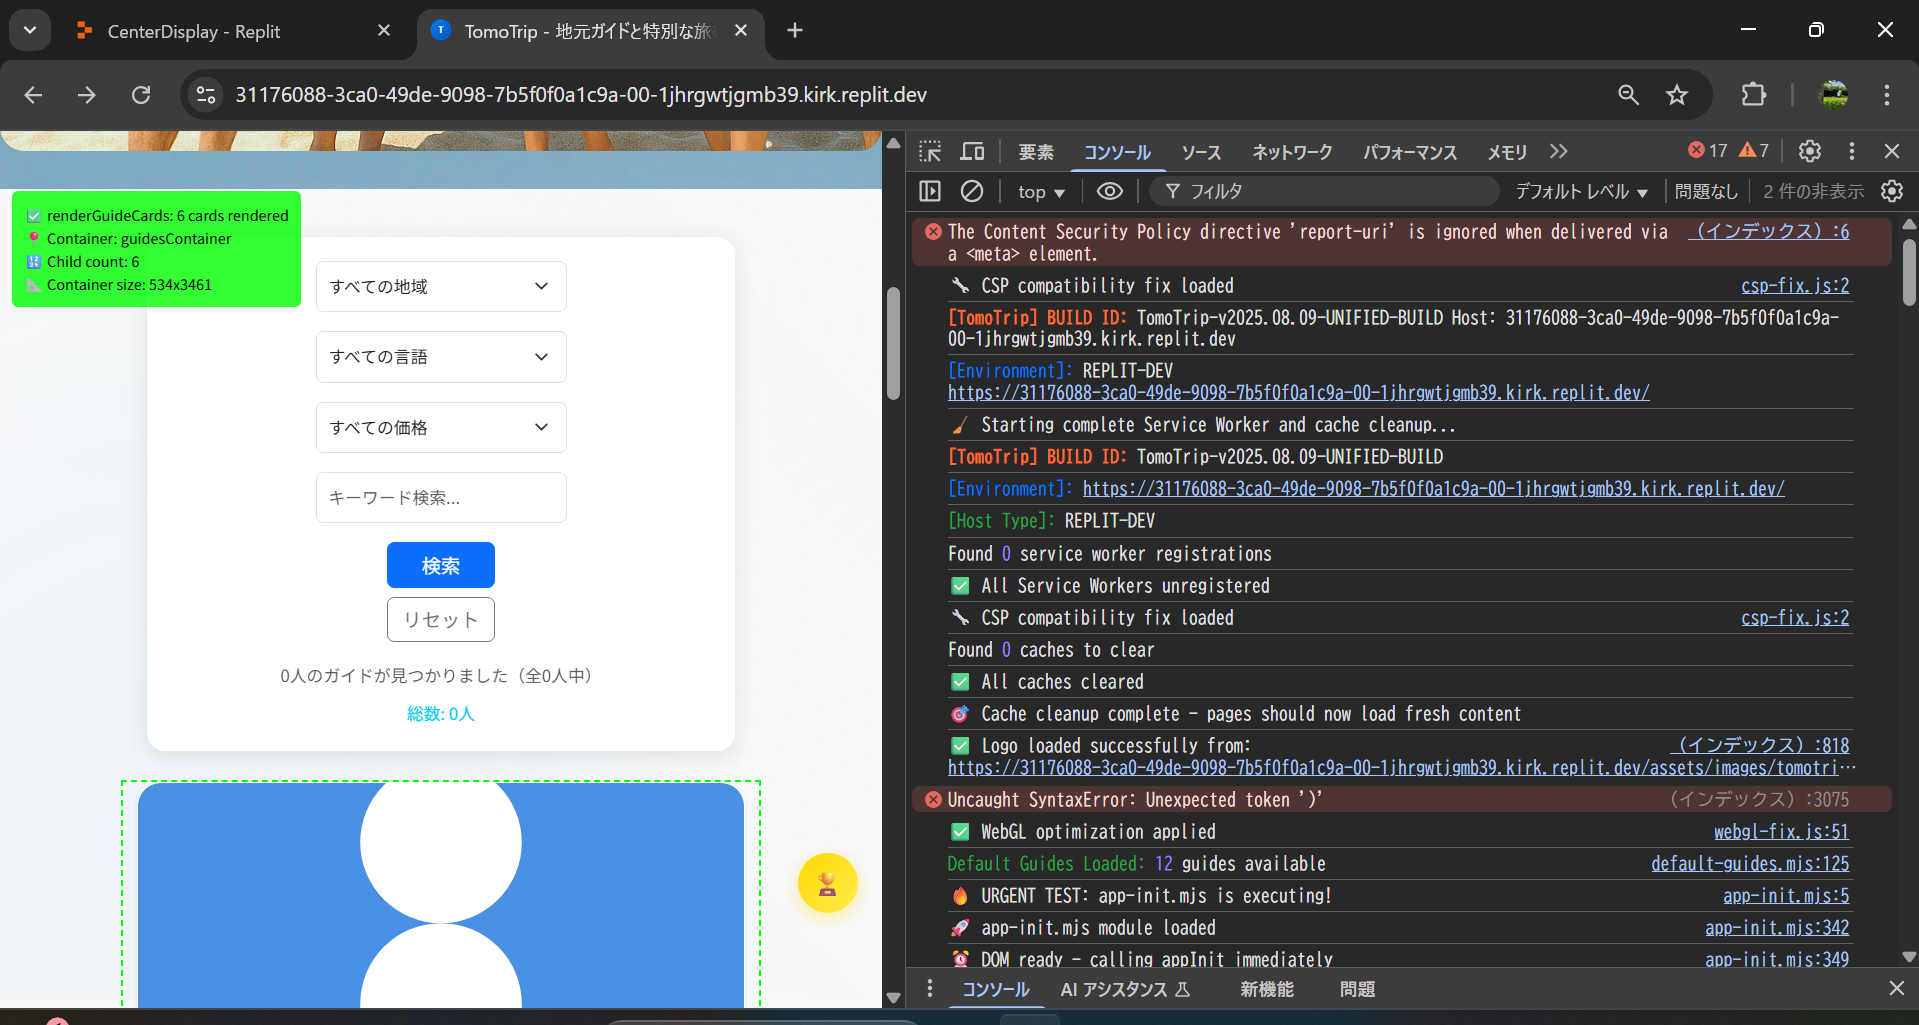 CenterDisplay - Replit
TomoTrip - 地元ガイドと特別な旅
31176088-3ca0-49de-9098-7b5f0f0a1c9a-00-1jhrgwtjgmb39.kirk.replit.dev
✅ renderGuideCards: 6 cards rendered
📍 Container: guidesContainer
🔢 Child count: 6
📐 Container size: 534x3461
すべての地域
すべての言語
すべての価格
キーワード検索...
検索
リセット
0人のガイドが見つかりました（全0人中）
総数: 0人
要素 コンソール ソース ネットワーク パフォーマンス メモリ 17 7
top フィルタ デフォルト レベル 問題なし 2 件の非表示
The Content Security Policy directive 'report-uri' is ignored when delivered via （インデックス）:6
a <meta> element.
🔧 CSP compatibility fix loaded csp-fix.js:2
[TomoTrip] BUILD ID: TomoTrip-v2025.08.09-UNIFIED-BUILD Host: 31176088-3ca0-49de-9098-7b5f0f0a1c9a-
00-1jhrgwtjgmb39.kirk.replit.dev
[Environment]: REPLIT-DEV
https://31176088-3ca0-49de-9098-7b5f0f0a1c9a-00-1jhrgwtjgmb39.kirk.replit.dev/
🧹 Starting complete Service Worker and cache cleanup...
[TomoTrip] BUILD ID: TomoTrip-v2025.08.09-UNIFIED-BUILD
[Environment]: https://31176088-3ca0-49de-9098-7b5f0f0a1c9a-00-1jhrgwtjgmb39.kirk.replit.dev/
[Host Type]: REPLIT-DEV
Found 0 service worker registrations
✅ All Service Workers unregistered
🔧 CSP compatibility fix loaded csp-fix.js:2
Found 0 caches to clear
✅ All caches cleared
🎯 Cache cleanup complete - pages should now load fresh content
✅ Logo loaded successfully from: （インデックス）:818
https://31176088-3ca0-49de-9098-7b5f0f0a1c9a-00-1jhrgwtjgmb39.kirk.replit.dev/assets/images/tomotri…
Uncaught SyntaxError: Unexpected token ')' （インデックス）:3075
✅ WebGL optimization applied webgl-fix.js:51
Default Guides Loaded: 12 guides available default-guides.mjs:125
🔥 URGENT TEST: app-init.mjs is executing! app-init.mjs:5
🚀 app-init.mjs module loaded app-init.mjs:342
⏰ DOM ready - calling appInit immediately app-init.mjs:349
コンソール AI アシスタンス 新機能 問題